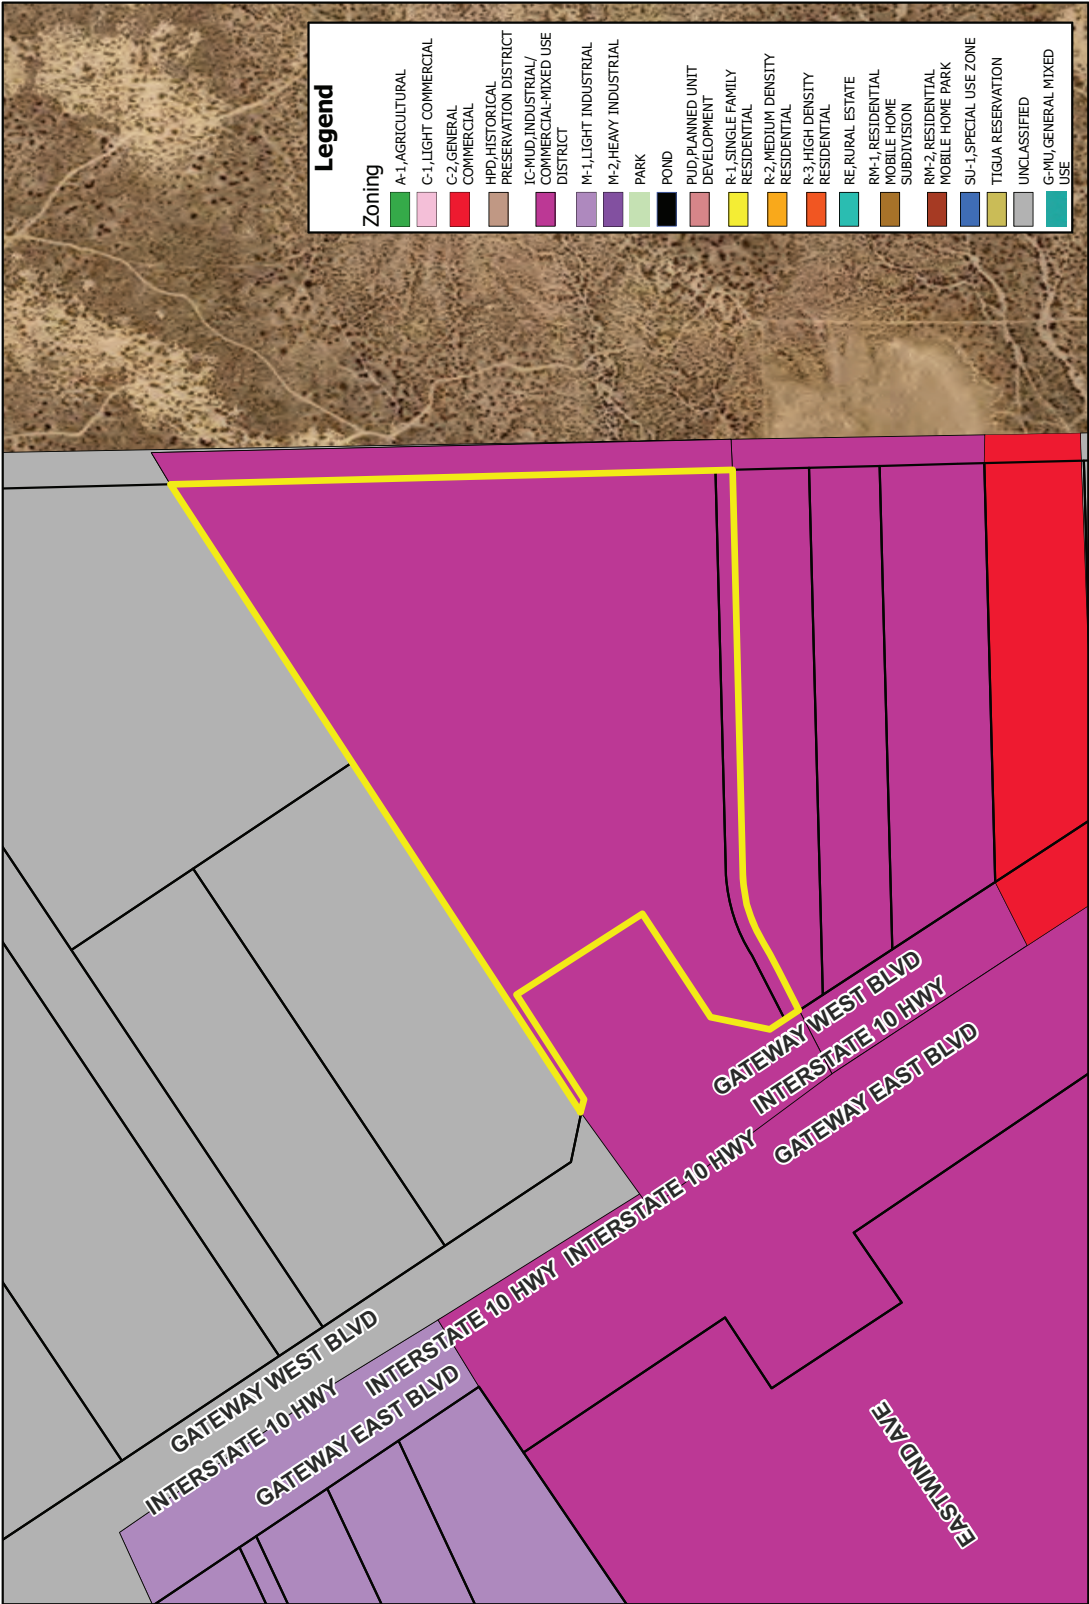 Legend
Zoning
A-1,AGRICULTURAL
C-1,LIGHT COMMERCIAL
C-2,GENERAL
COMMERCIAL
HPD,HISTORICAL
PRESERVATION DISTRICT
IC-MUD,INDUSTRIAL/
COMMERCIAL-MIXED USE
DISTRICT
M-1,LIGHT INDUSTRIAL
M-2,HEAVY INDUSTRIAL
PARK
POND
PUD,PLANNED UNIT
DEVELOPMENT
R-1,SINGLE FAMILY
RESIDENTIAL
R-2,MEDIUM DENSITY
RESIDENTIAL
R-3,HIGH DENSITY
RESIDENTIAL
RE,RURAL ESTATE
RM-1,RESIDENTIAL
MOBILE HOME
SUBDIVISION
RM-2,RESIDENTIAL
MOBILE HOME PARK
SU-1,SPECIAL USE ZONE
TIGUA RESERVATION
UNCLASSIFIED
G-MU,GENERAL MIXED
USE
GATEWAY WEST BLVD
INTERSTATE 10 HWY
GATEWAY EAST BLVD
INTERSTATE 10 HWY
INTERSTATE 10 HWY
GATEWAY WEST BLVD
INTERSTATE 10 HWY
GATEWAY EAST BLVD
EASTWIND AVE